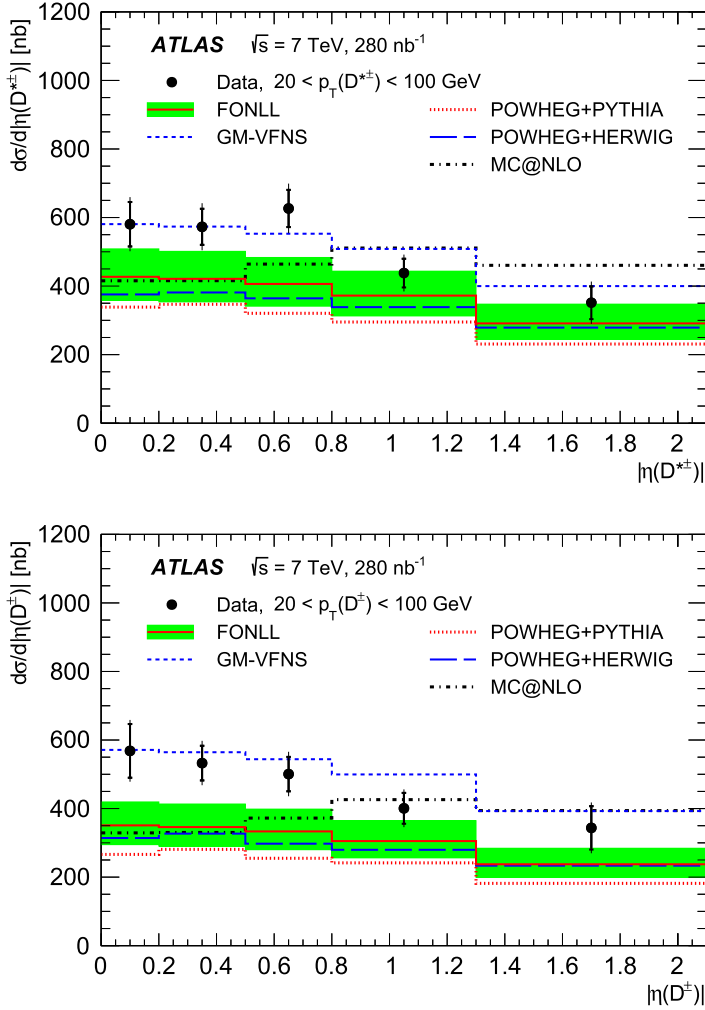 dσ/d|η(D*±)| [nb]
1200
1000
800
600
400
200
0
ATLAS √s = 7 TeV, 280 nb⁻¹
Data, 20 < p_T(D*±) < 100 GeV
FONLL
GM-VFNS
POWHEG+PYTHIA
POWHEG+HERWIG
MC@NLO
0 0.2 0.4 0.6 0.8 1 1.2 1.4 1.6 1.8 2
|η(D*±)|
dσ/d|η(D±)| [nb]
1200
1000
800
600
400
200
0
ATLAS √s = 7 TeV, 280 nb⁻¹
Data, 20 < p_T(D±) < 100 GeV
FONLL
GM-VFNS
POWHEG+PYTHIA
POWHEG+HERWIG
MC@NLO
0 0.2 0.4 0.6 0.8 1 1.2 1.4 1.6 1.8 2
|η(D±)|